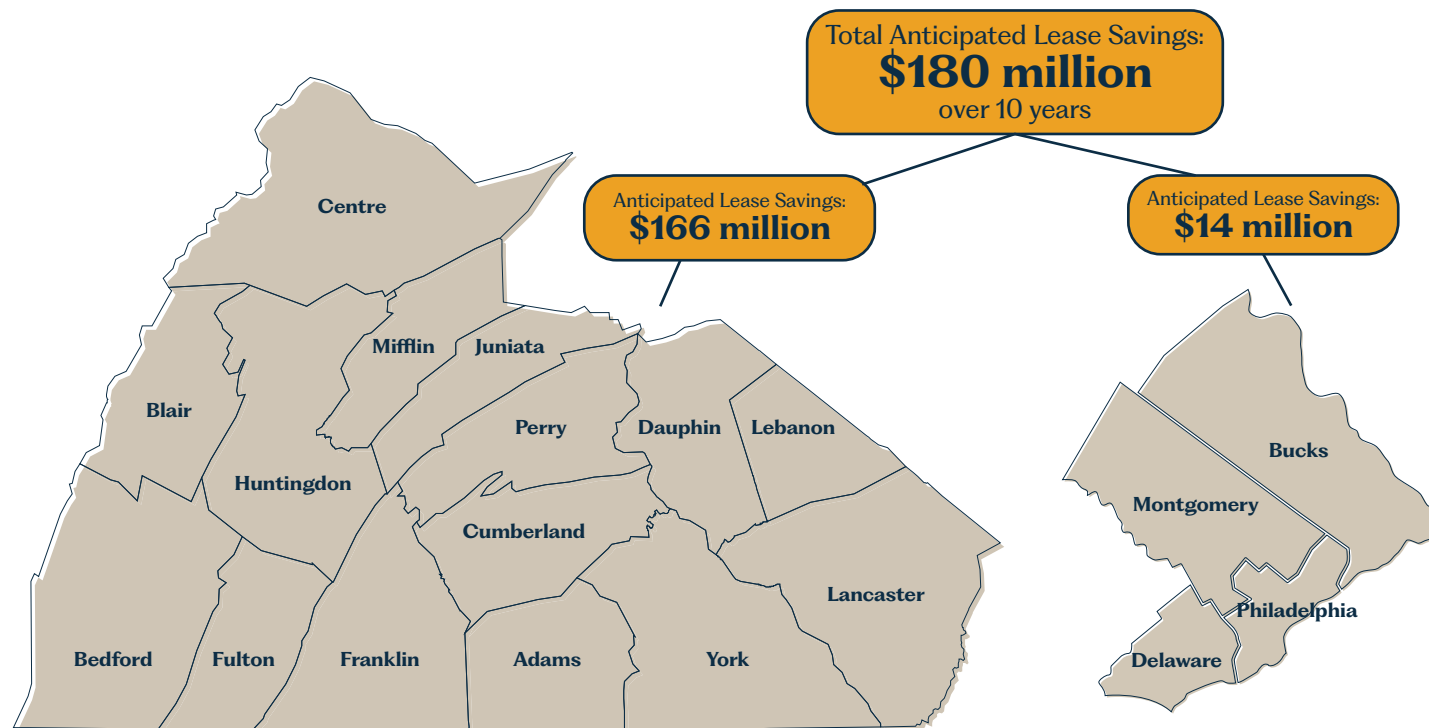 Total Anticipated Lease Savings:
$180 million
over 10 years
Anticipated Lease Savings:
$166 million
Anticipated Lease Savings:
$14 million
Centre
Mifflin
Juniata
Blair
Perry
Dauphin
Lebanon
Huntingdon
Cumberland
Lancaster
Bedford
Fulton
Franklin
Adams
York
Bucks
Montgomery
Philadelphia
Delaware